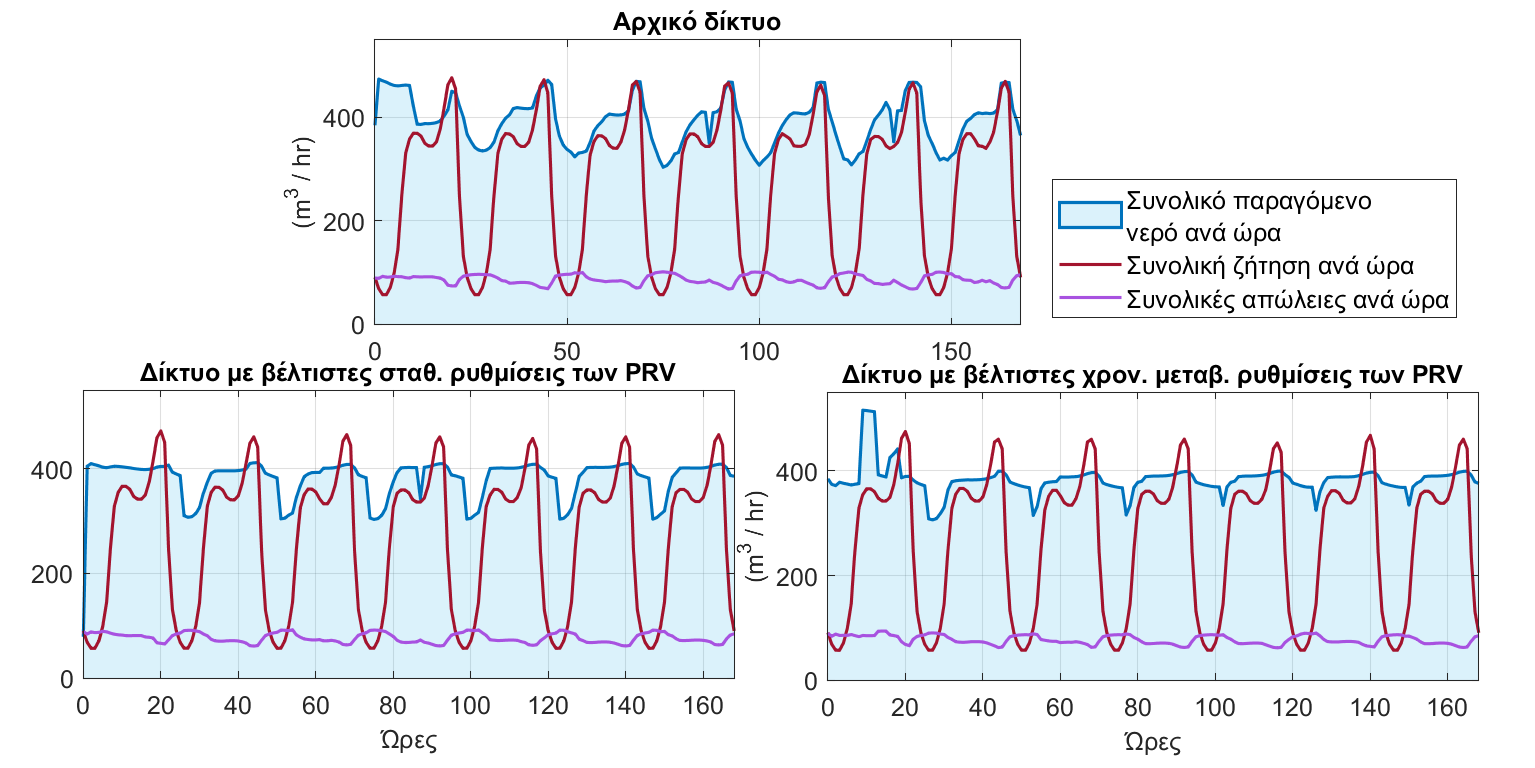 Αρχικό δίκτυο
400
200
0
(m³ / hr)
0 50 100 150
Συνολικό παραγόμενο
νερό ανά ώρα
Συνολική ζήτηση ανά ώρα
Συνολικές απώλειες ανά ώρα
Δίκτυο με βέλτιστες σταθ. ρυθμίσεις των PRV
400
200
0
0 20 40 60 80 100 120 140 160
Ώρες
Δίκτυο με βέλτιστες χρον. μεταβ. ρυθμίσεις των PRV
400
200
0
(m³ / hr)
0 20 40 60 80 100 120 140 160
Ώρες